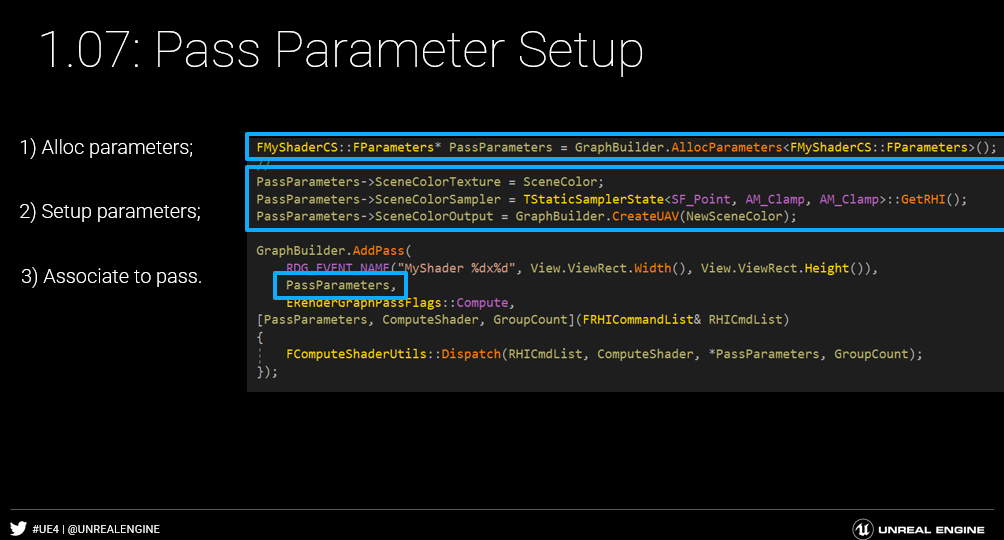 1.07: Pass Parameter Setup
1) Alloc parameters;
2) Setup parameters;
3) Associate to pass.
FMyShaderCS::FParameters* PassParameters = GraphBuilder.AllocParameters<FMyShaderCS::FParameters>();
//
PassParameters->SceneColorTexture = SceneColor;
PassParameters->SceneColorSampler = TStaticSamplerState<SF_Point, AM_Clamp, AM_Clamp>::GetRHI();
PassParameters->SceneColorOutput = GraphBuilder.CreateUAV(NewSceneColor);
GraphBuilder.AddPass(
RDG_EVENT_NAME("MyShader %dx%d", View.ViewRect.Width(), View.ViewRect.Height()),
PassParameters,
ERenderGraphPassFlags::Compute,
[PassParameters, ComputeShader, GroupCount](FRHICommandList& RHICmdList)
{
FComputeShaderUtils::Dispatch(RHICmdList, ComputeShader, *PassParameters, GroupCount);
});
#UE4 | @UNREALENGINE
UNREAL ENGINE